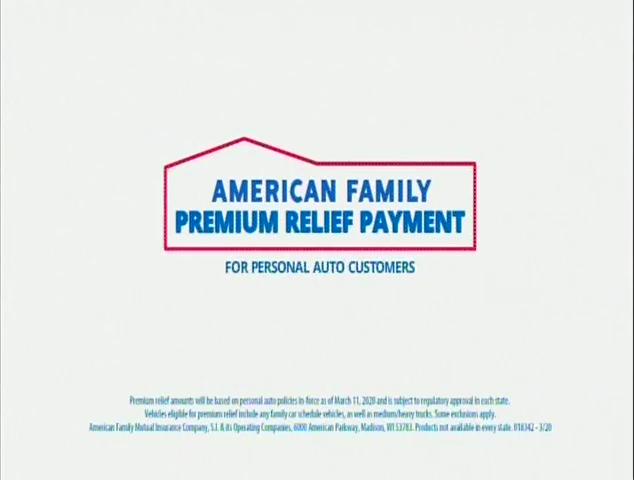 AMERICAN FAMILY
PREMIUM RELIEF PAYMENT
FOR PERSONAL AUTO CUSTOMERS
Premium relief amounts will be based on personal auto policies in-force as of March 11, 2020 and is subject to regulatory approval in each state.
Vehicles eligible for premium relief include any family car schedule vehicles, as well as medium/heavy trucks. Some exclusions apply.
American Family Mutual Insurance Company, S.I. & its Operating Companies, 6000 American Parkway, Madison, WI 53783. Products not available in every state. 018342 - 3/20